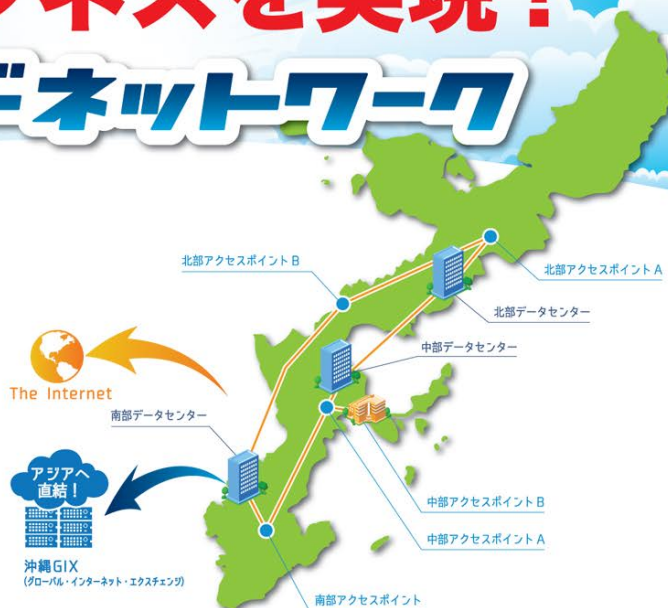 ネスを実現！
ドネットワーク
北部アクセスポイントB
北部アクセスポイントA
北部データセンター
中部データセンター
The Internet
南部データセンター
アジアへ
直結！
中部アクセスポイントB
中部アクセスポイントA
沖縄GIX
(グローバル・インターネット・エクスチェンジ)
南部アクセスポイント